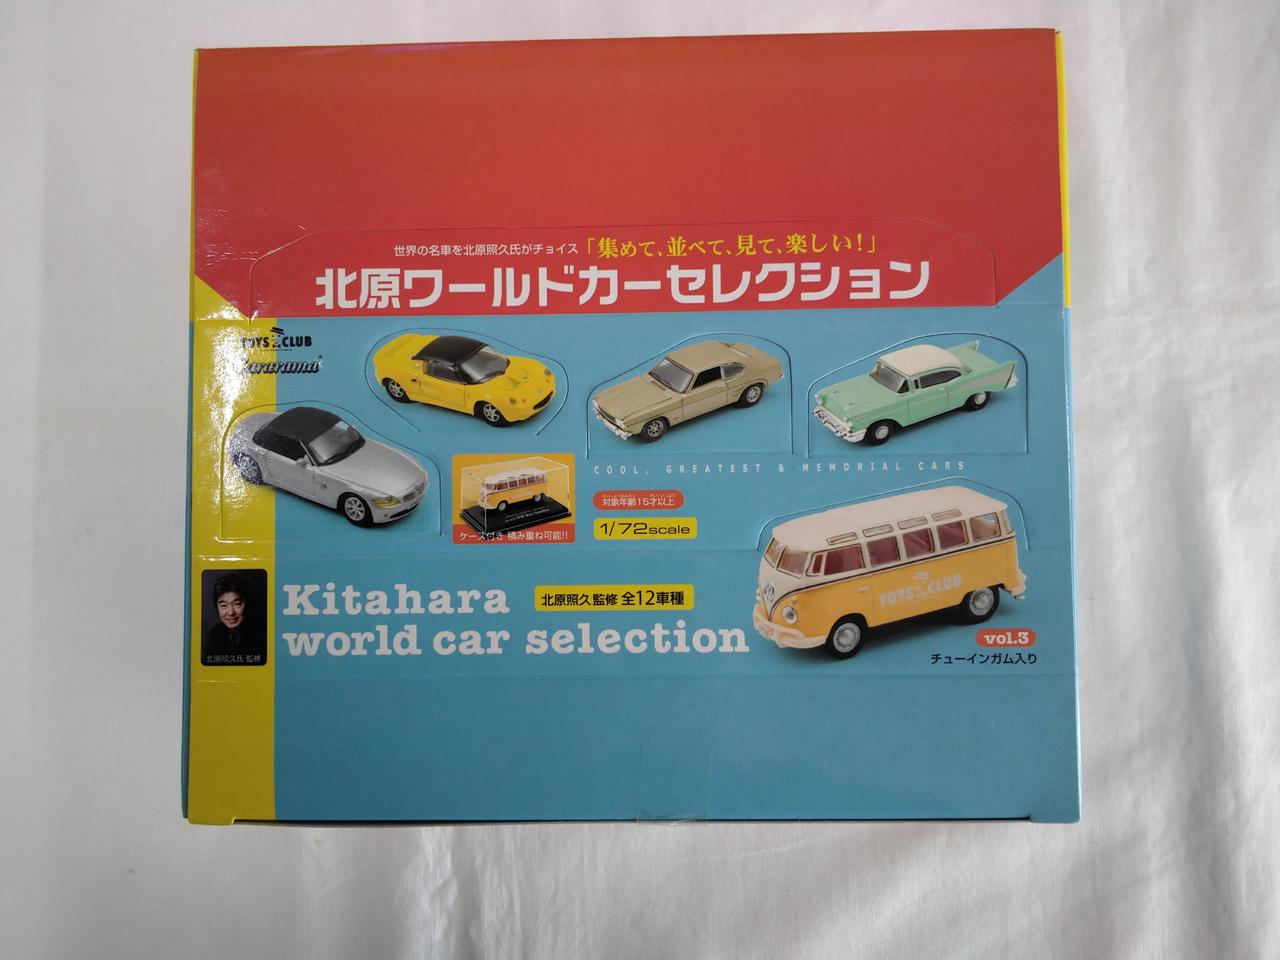 世界の名車を北原照久氏がチョイス「集めて、並べて、見て、楽しい!」
北原ワールドカーセレクション
TOYS CLUB
Cararama
COOL, GREATEST & MEMORIAL CARS
対象年齢15才以上
1/72scale
ケース付き 積み重ね可能!!
TOYS CLUB
Kitahara
world car selection
北原照久 監修 全12車種
北原照久氏 監修
vol.3
チューインガム入り